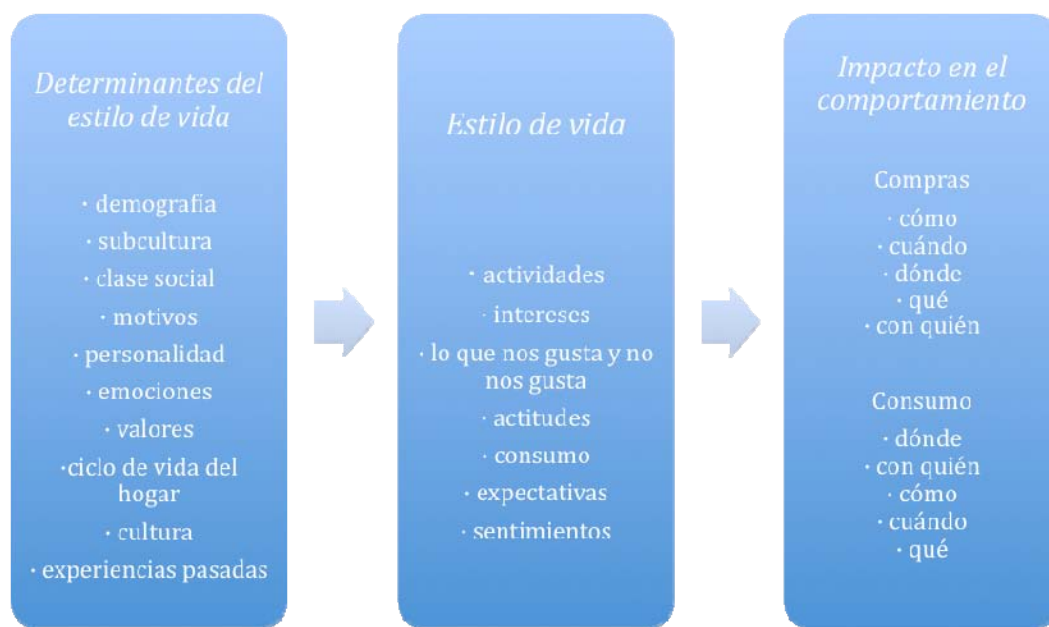 Determinantes del
estilo de vida
· demografía
· subcultura
· clase social
· motivos
· personalidad
· emociones
· valores
·ciclo de vida del
hogar
· cultura
· experiencias pasadas
Estilo de vida
· actividades
· intereses
· lo que nos gusta y no
nos gusta
· actitudes
· consumo
· expectativas
· sentimientos
Impacto en el
comportamiento
Compras
· cómo
· cuándo
· dónde
· qué
· con quién
Consumo
· dónde
· con quién
· cómo
· cuándo
· qué